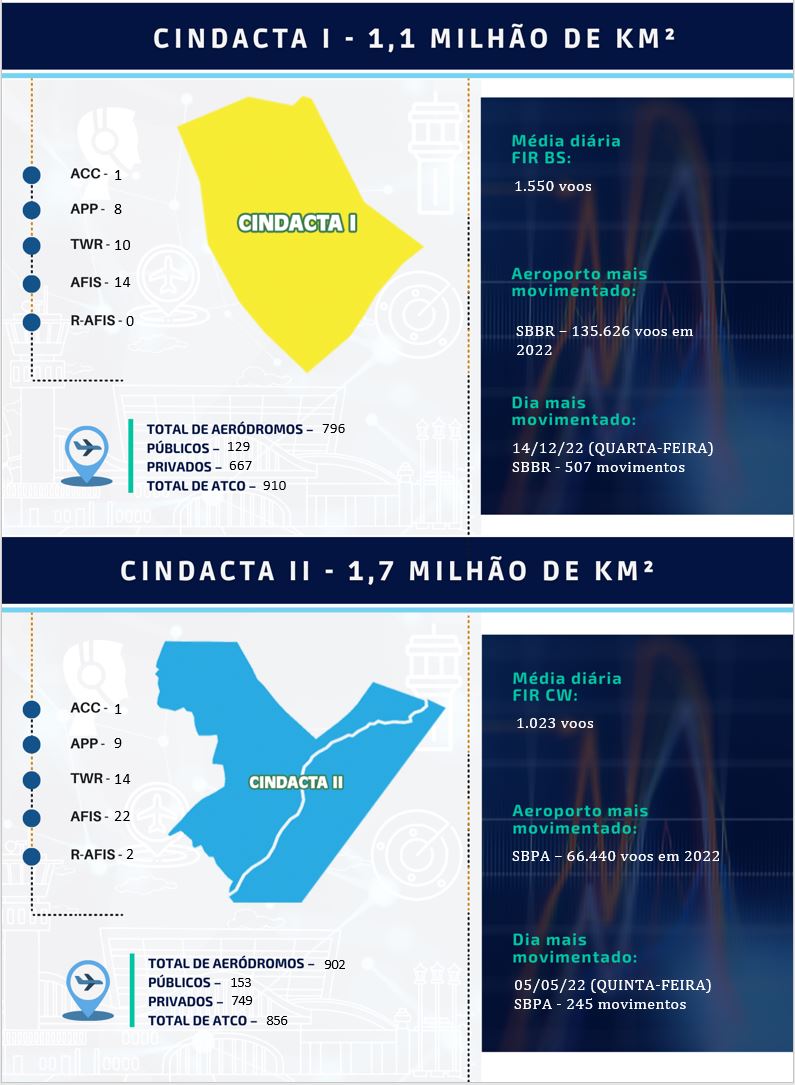 CINDACTA I - 1,1 MILHÃO DE KM²
ACC - 1
APP - 8
TWR - 10
AFIS - 14
R-AFIS - 0
CINDACTA I
TOTAL DE AERÓDROMOS – 796
PÚBLICOS – 129
PRIVADOS – 667
TOTAL DE ATCO – 910
Média diária
FIR BS:
1.550 voos
Aeroporto mais
movimentado:
SBBR – 135.626 voos em
2022
Dia mais
movimentado:
14/12/22 (QUARTA-FEIRA)
SBBR - 507 movimentos
CINDACTA II - 1,7 MILHÃO DE KM²
ACC - 1
APP - 9
TWR - 14
AFIS - 22
R-AFIS - 2
CINDACTA II
TOTAL DE AERÓDROMOS – 902
PÚBLICOS – 153
PRIVADOS – 749
TOTAL DE ATCO – 856
Média diária
FIR CW:
1.023 voos
Aeroporto mais
movimentado:
SBPA – 66.440 voos em 2022
Dia mais
movimentado:
05/05/22 (QUINTA-FEIRA)
SBPA - 245 movimentos